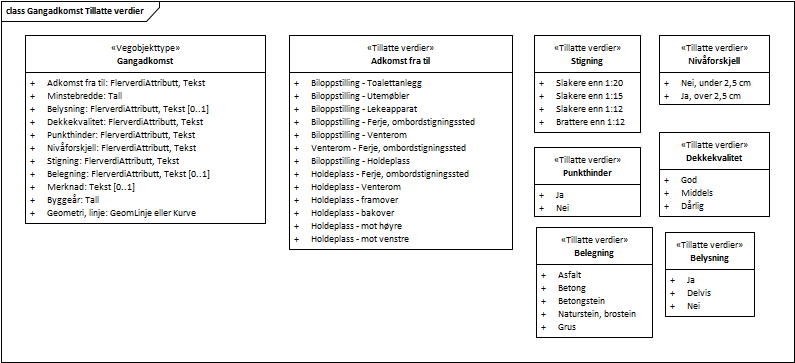 class Gangadkomst Tillatte verdier
«Vegobjekttype»
Gangadkomst
+ Adkomst fra til: FlerverdiAttributt, Tekst
+ Minstebredde: Tall
+ Belysning: FlerverdiAttributt, Tekst [0..1]
+ Dekkekvalitet: FlerverdiAttributt, Tekst
+ Punkthinder: FlerverdiAttributt, Tekst
+ Nivåforskjell: FlerverdiAttributt, Tekst
+ Stigning: FlerverdiAttributt, Tekst
+ Belegning: FlerverdiAttributt, Tekst [0..1]
+ Merknad: Tekst [0..1]
+ Byggeår: Tall
+ Geometri, linje: GeomLinje eller Kurve
«Tillatte verdier»
Adkomst fra til
+ Biloppstilling - Toalettanlegg
+ Biloppstilling - Utemøbler
+ Biloppstilling - Lekeapparat
+ Biloppstilling - Ferje, ombordstigningssted
+ Biloppstilling - Venterom
+ Venterom - Ferje, ombordstigningssted
+ Biloppstilling - Holdeplass
+ Holdeplass - Ferje, ombordstigningssted
+ Holdeplass - Venterom
+ Holdeplass - framover
+ Holdeplass - bakover
+ Holdeplass - mot høyre
+ Holdeplass - mot venstre
«Tillatte verdier»
Stigning
+ Slakere enn 1:20
+ Slakere enn 1:15
+ Slakere enn 1:12
+ Brattere enn 1:12
«Tillatte verdier»
Nivåforskjell
+ Nei, under 2,5 cm
+ Ja, over 2,5 cm
«Tillatte verdier»
Punkthinder
+ Ja
+ Nei
«Tillatte verdier»
Dekkekvalitet
+ God
+ Middels
+ Dårlig
«Tillatte verdier»
Belegning
+ Asfalt
+ Betong
+ Betongstein
+ Naturstein, brostein
+ Grus
«Tillatte verdier»
Belysning
+ Ja
+ Delvis
+ Nei